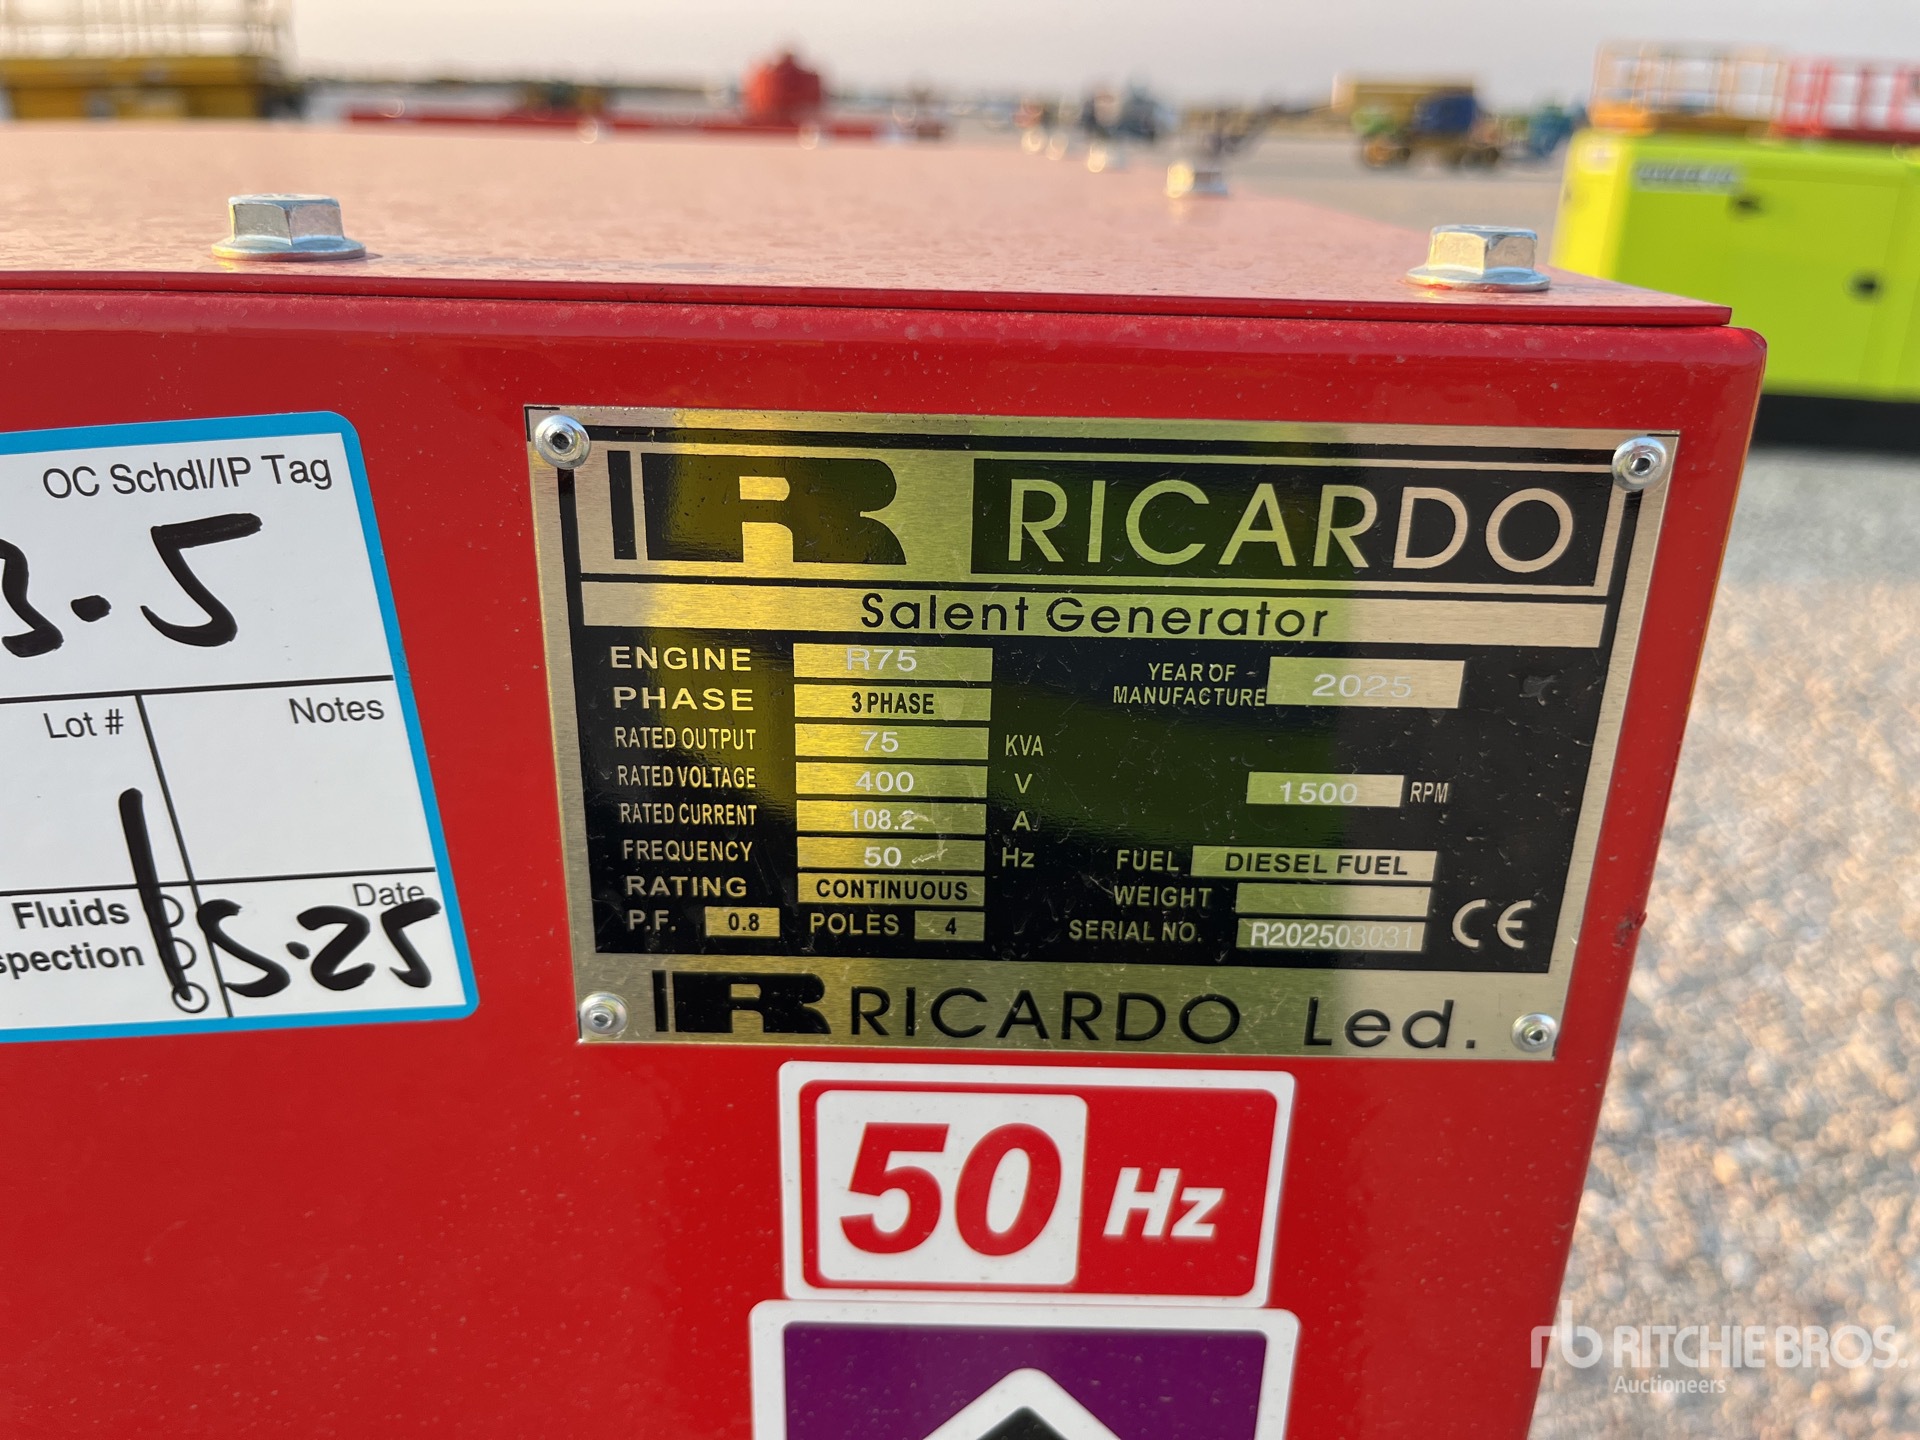 OC Schdl/IP Tag
3.5
Lot #
Notes
Fluids
Date
5.25
RICARDO
Salent Generator
ENGINE R75
PHASE 3 PHASE
RATED OUTPUT 75 KVA
RATED VOLTAGE 400 V
RATED CURRENT 108.2 A
FREQUENCY 50 Hz
RATING CONTINUOUS
P.F. 0.8 POLES 4
YEAR OF
MANUFACTURE 2025
1500 RPM
FUEL DIESEL FUEL
WEIGHT
SERIAL NO. R202503031
CE
RICARDO Led.
50 Hz
rb RITCHIE BROS.
Auctioneers